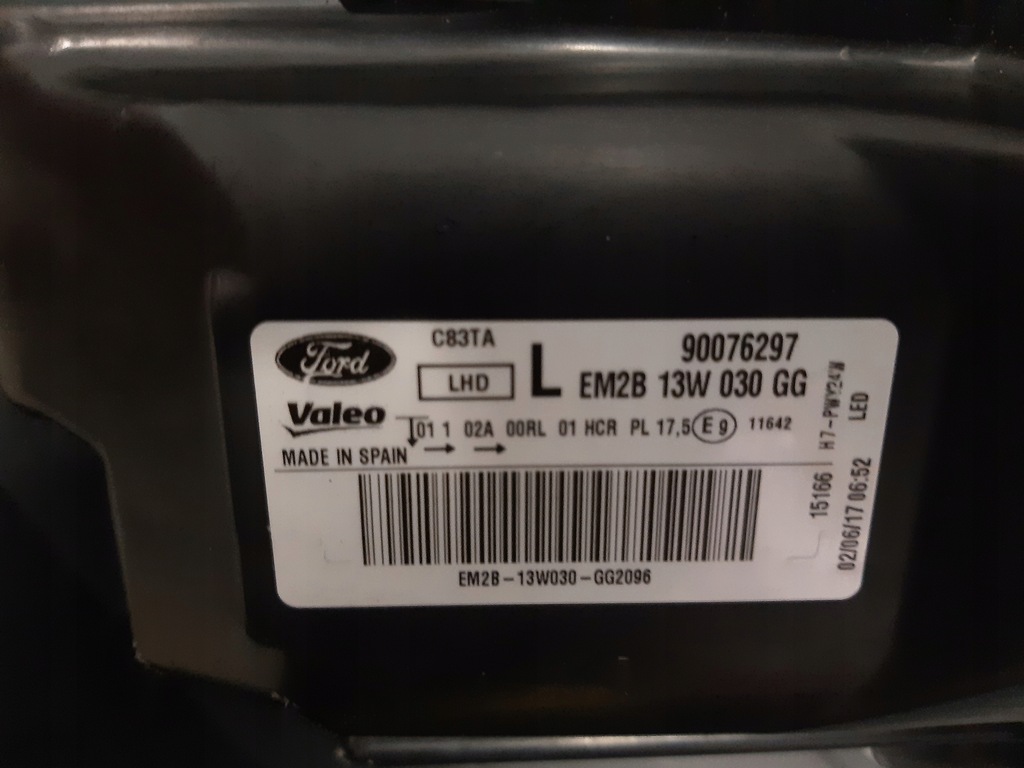 Ford
C83TA
LHD
L
90076297
EM2B 13W 030 GG
Valeo
01 1 02A 00RL 01 HCR PL 17,5 E9 11642
MADE IN SPAIN
EM2B-13W030-GG2096
15166 H7-PWY24W
02/06/17 06:52 LED